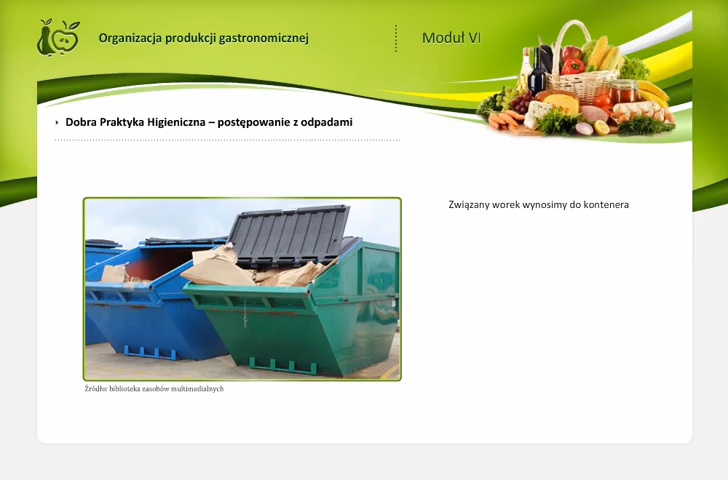 Organizacja produkcji gastronomicznej
Moduł VI
Dobra Praktyka Higieniczna – postępowanie z odpadami
Związany worek wynosimy do kontenera
Źródło: biblioteka zasobów multimedialnych